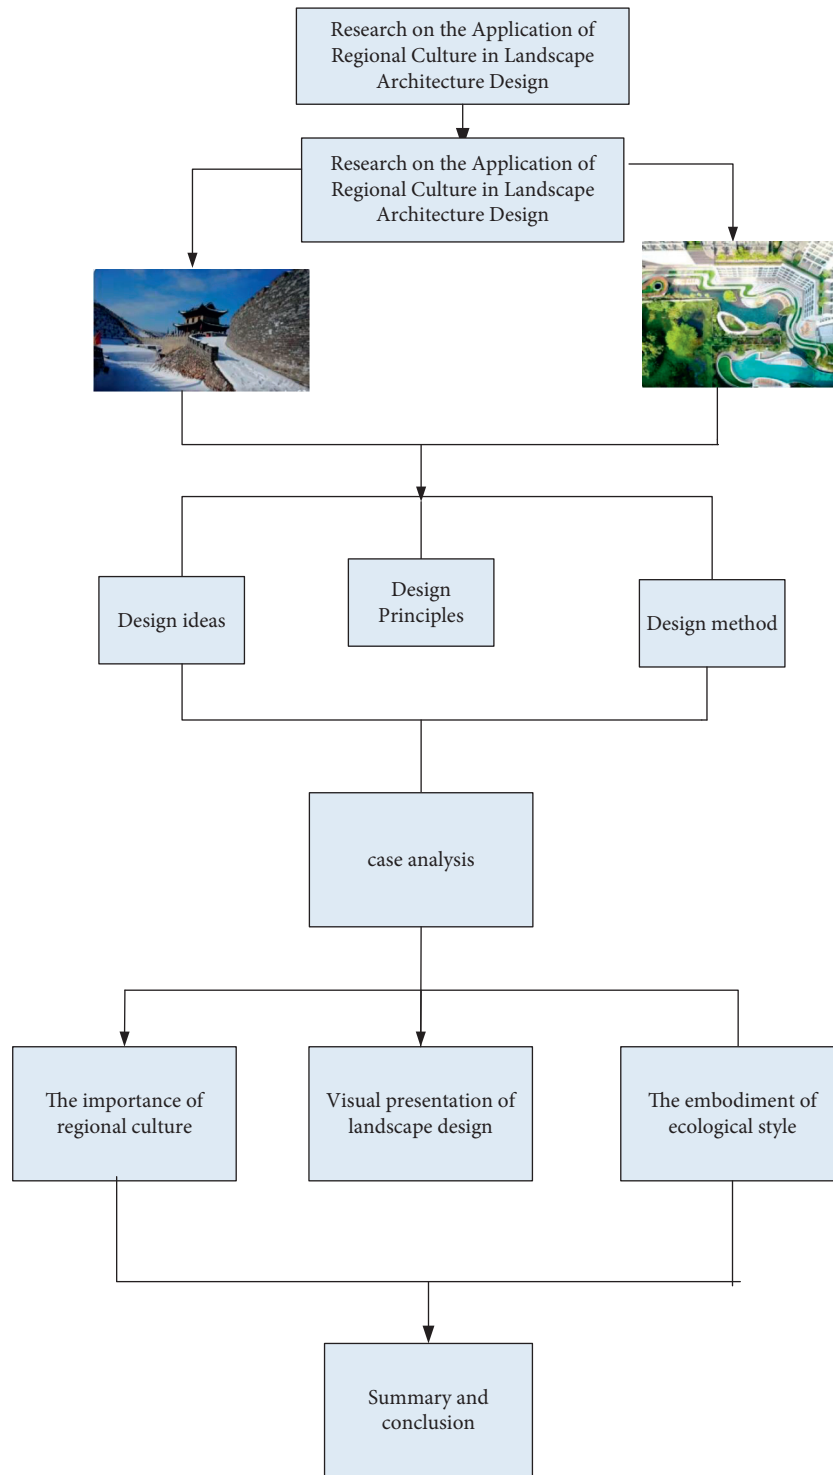 Research on the Application of
Regional Culture in Landscape
Architecture Design
Research on the Application of
Regional Culture in Landscape
Architecture Design
Design ideas
Design
Principles
Design method
case analysis
The importance of
regional culture
Visual presentation of
landscape design
The embodiment of
ecological style
Summary and
conclusion